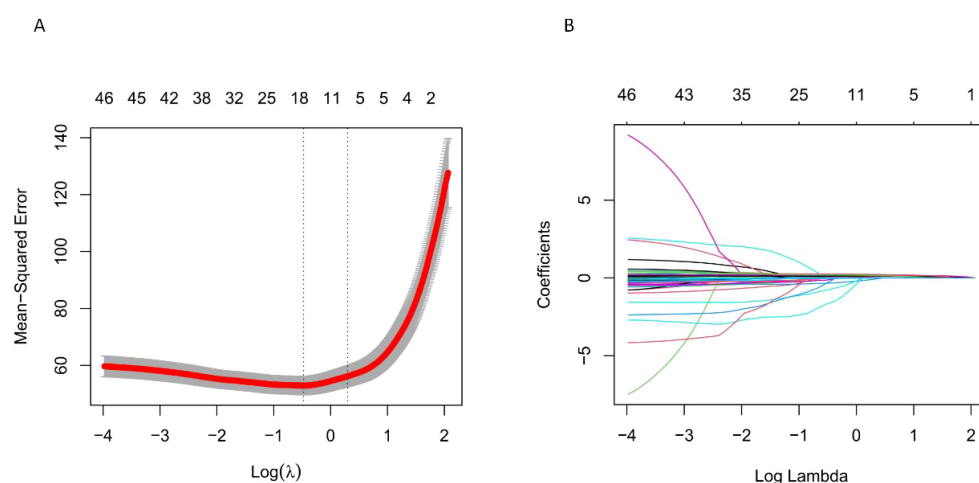 A
46 45 42 38 32 25 18 11 5 5 4 2
Mean−Squared Error
140
120
100
80
60
−4 −3 −2 −1 0 1 2
Log(λ)
B
46 43 35 25 11 5 1
Coefficients
5
0
−5
−4 −3 −2 −1 0 1 2
Log Lambda